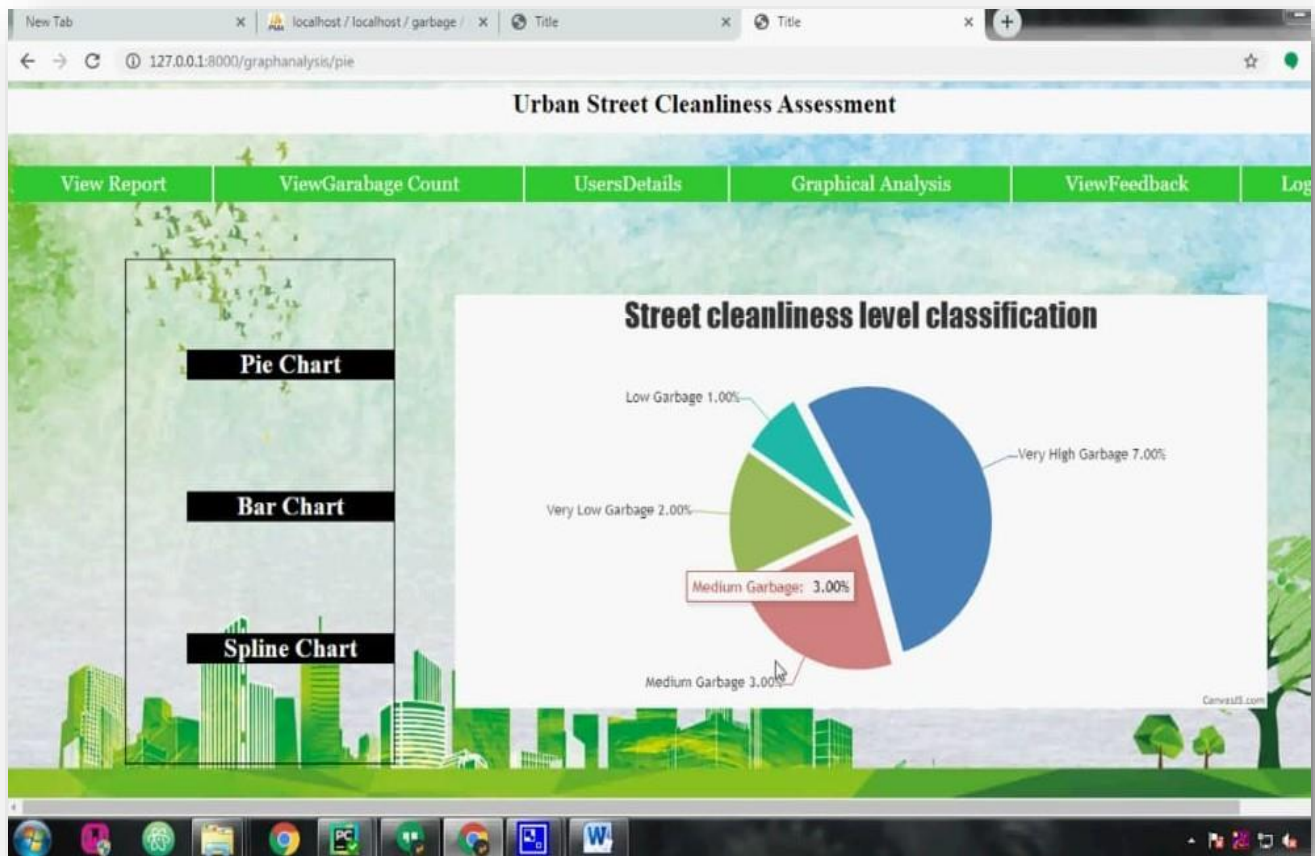 New Tab
localhost / localhost / garbage /
Title
Title
127.0.0.1:8000/graphanalysis/pie
Urban Street Cleanliness Assessment
View Report
ViewGarabage Count
UsersDetails
Graphical Analysis
ViewFeedback
Log
Pie Chart
Bar Chart
Spline Chart
Street cleanliness level classification
Low Garbage 1.00%
Very High Garbage 7.00%
Very Low Garbage 2.00%
Medium Garbage: 3.00%
Medium Garbage 3.00%
CanvasJS.com
PC
W